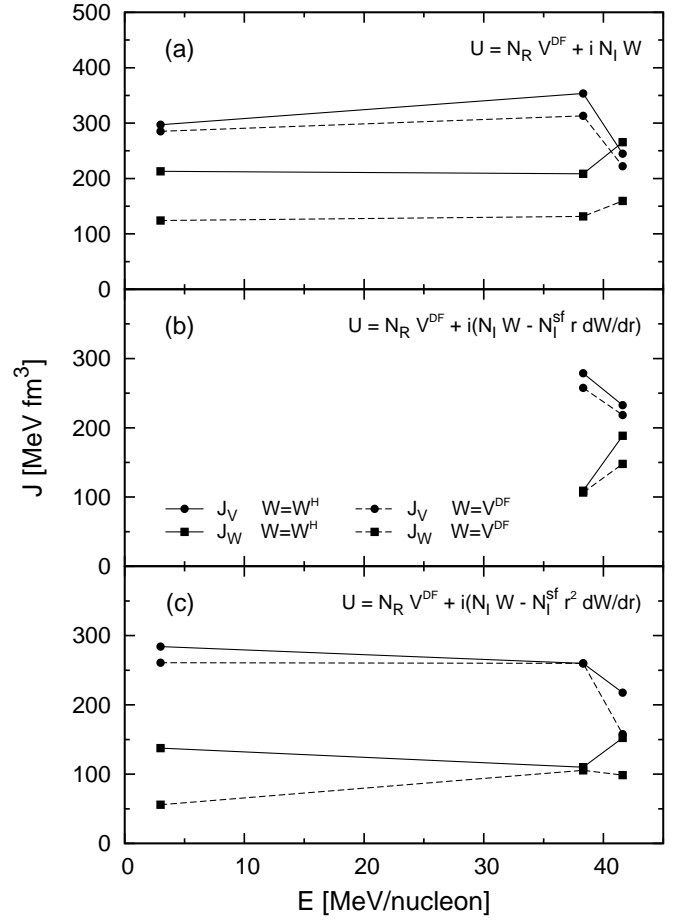 500
(a)
U = N_R V^DF + i N_I W
400
300
200
100
0
(b)
U = N_R V^DF + i(N_I W - N_I^sf r dW/dr)
300
200
100
0
J_V W=W^H J_V W=V^DF
J_W W=W^H J_W W=V^DF
J [MeV fm^3]
(c)
U = N_R V^DF + i(N_I W - N_I^sf r^2 dW/dr)
300
200
100
0
0 10 20 30 40
E [MeV/nucleon]